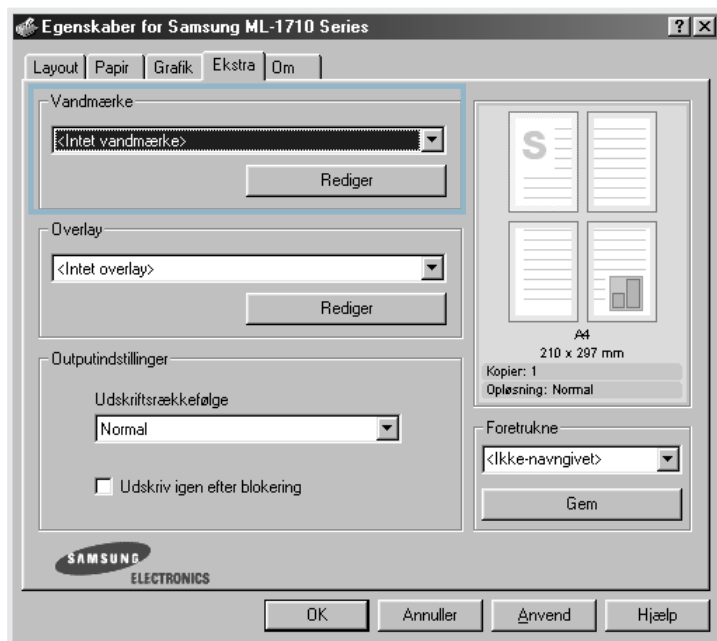 Egenskaber for Samsung ML-1710 Series
Layout Papir Grafik Ekstra Om
Vandmærke
<Intet vandmærke>
Rediger
Overlay
<Intet overlay>
Rediger
Outputindstillinger
Udskriftsrækkefølge
Normal
Udskriv igen efter blokering
S
A4
210 x 297 mm
Kopier: 1
Opløsning: Normal
Foretrukne
<Ikke-navngivet>
Gem
SAMSUNG
ELECTRONICS
OK Annuller Anvend Hjælp